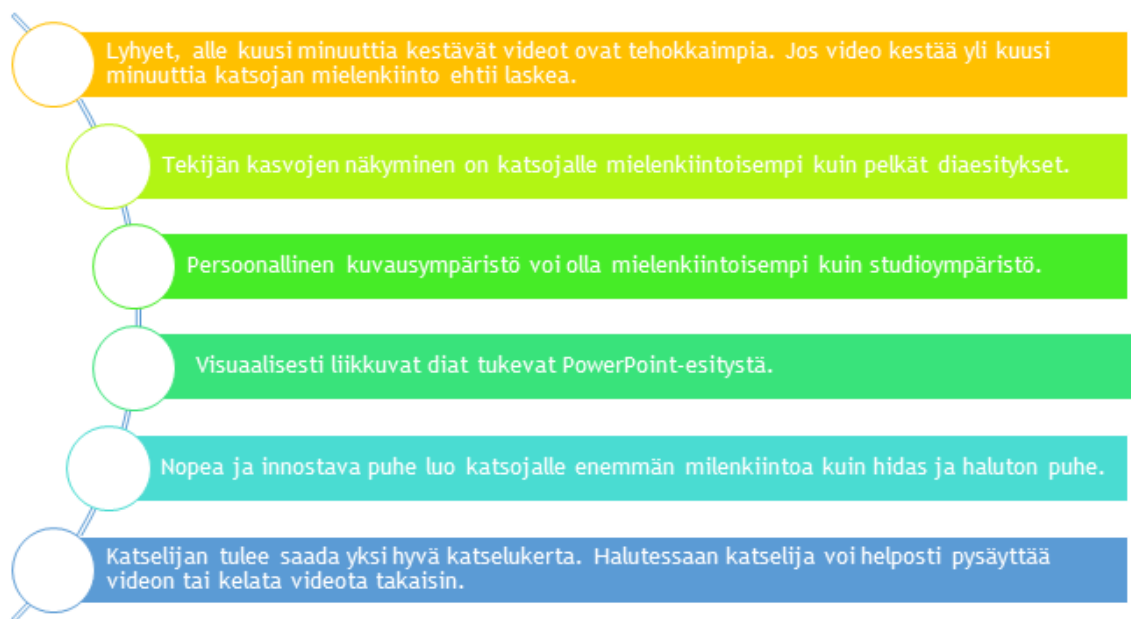 Lyhyet, alle kuusi minuuttia kestävät videot ovat tehokkaimpia. Jos video kestää yli kuusi
minuuttia katsojan mielenkiinto ehtii laskea.
Tekijän kasvojen näkyminen on katsojalle mielenkiintoisempi kuin pelkät diaesitykset.
Persoonallinen kuvausympäristö voi olla mielenkiintoisempi kuin studioympäristö.
Visuaalisesti liikkuvat diat tukevat PowerPoint-esitystä.
Nopea ja innostava puhe luo katsojalle enemmän milenkiintoa kuin hidas ja haluton puhe.
Katselijan tulee saada yksi hyvä katselukerta. Halutessaan katselija voi helposti pysäyttää
videon tai kelata videota takaisin.